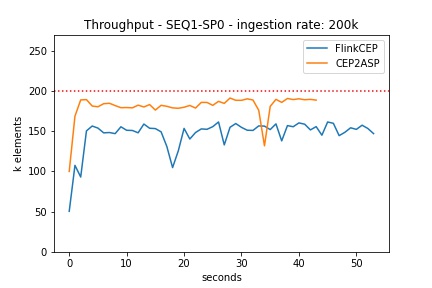 Throughput - SEQ1-SP0 - ingestion rate: 200k
FlinkCEP
CEP2ASP
k elements
250
200
150
100
50
0
0 10 20 30 40 50
seconds